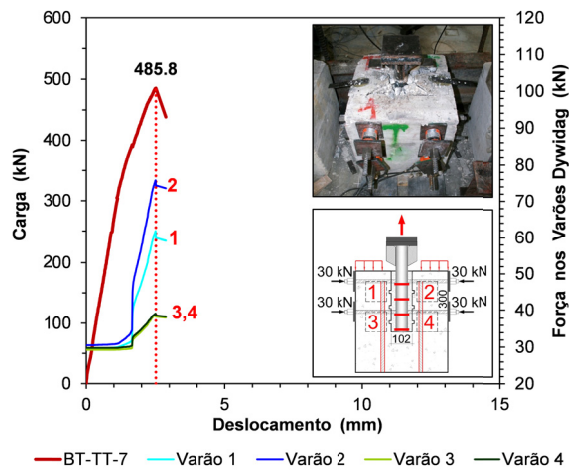 600
500
400
300
200
100
0
Carga (kN)
120
110
100
90
80
70
60
50
40
30
20
Força nos Varões Dywidag (kN)
485.8
2
1
3,4
30 kN
30 kN
1
2
30 kN
30 kN
3
4
300
102
0
5
10
15
Deslocamento (mm)
BT-TT-7
Varão 1
Varão 2
Varão 3
Varão 4